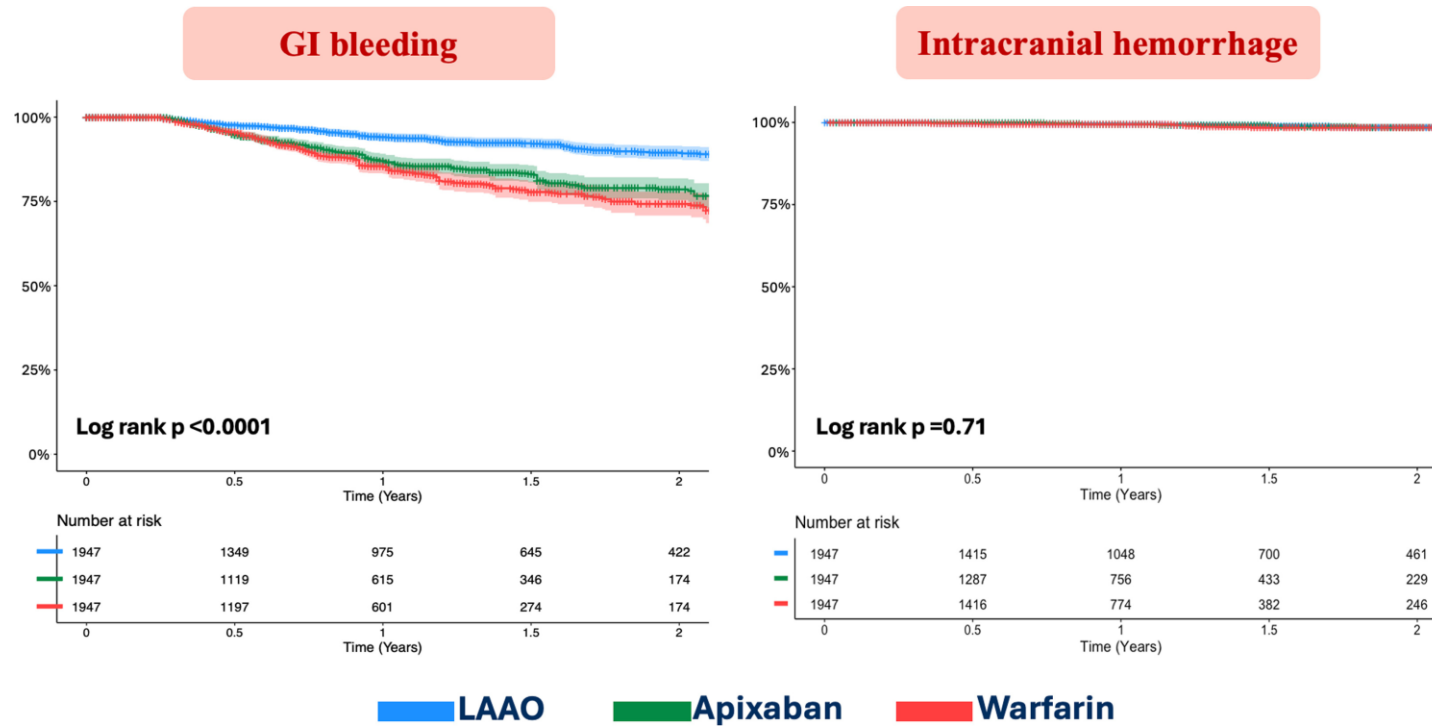 GI bleeding
100%
75%
50%
25%
0%
Log rank p <0.0001
0 0.5 1 1.5 2
Time (Years)
Number at risk
1947 1349 975 645 422
1947 1119 615 346 174
1947 1197 601 274 174
0 0.5 1 1.5 2
Time (Years)
Intracranial hemorrhage
100%
75%
50%
25%
0%
Log rank p =0.71
0 0.5 1 1.5 2
Time (Years)
Number at risk
1947 1415 1048 700 461
1947 1287 756 433 229
1947 1416 774 382 246
0 0.5 1 1.5 2
Time (Years)
LAAO Apixaban Warfarin